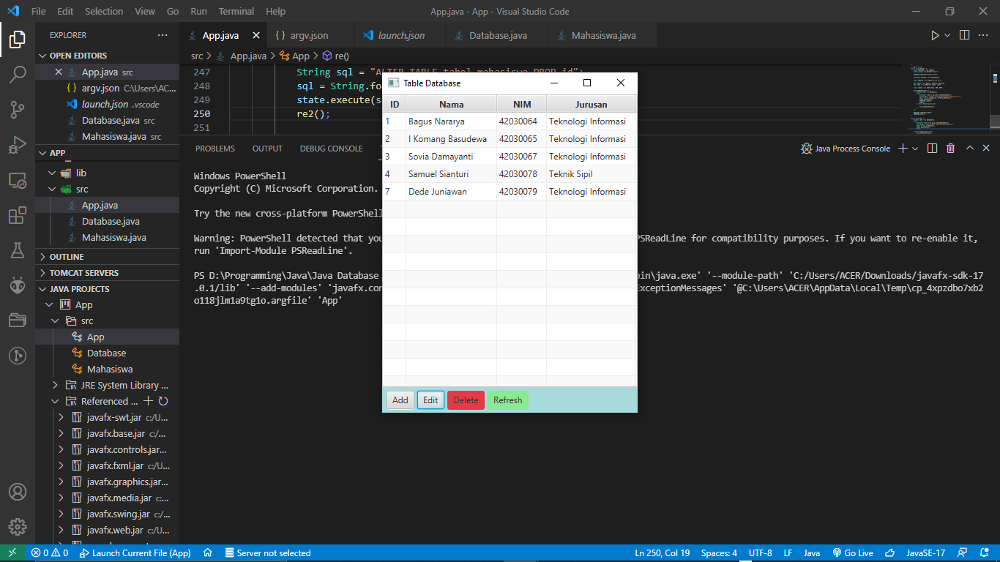 File Edit Selection View Go Run Terminal Help
App.java - App - Visual Studio Code
EXPLORER
OPEN EDITORS
App.java src
argv.json C:\Users\AC...
launch.json .vscode
Database.java src
Mahasiswa.java src
APP
lib
src
App.java
Database.java
Mahasiswa.java
OUTLINE
TOMCAT SERVERS
JAVA PROJECTS
App
src
App
Database
Mahasiswa
JRE System Library ...
Referenced ...
javafx-swt.jar c:/U...
javafx.base.jar c:/...
javafx.controls.jar...
javafx.fxml.jar c:/U...
javafx.graphics.jar...
javafx.media.jar c:...
javafx.swing.jar c:/...
javafx.web.jar c:/U...
App.java argv.json launch.json Database.java Mahasiswa.java
src > App.java > App > re()
247 String sql = "ALTER TABLE tabel_mahasiswa DROP id";
248 sql = String.fo
249 state.execute(s
250 re2();
251
PROBLEMS OUTPUT DEBUG CONSOLE
Java Process Console
Windows PowerShell
Copyright (C) Microsoft Corporation.
Try the new cross-platform PowerShell
Warning: PowerShell detected that you PSReadLine for compatibility purposes. If you want to re-enable it,
run 'Import-Module PSReadLine'.
PS D:\Programming\Java\Java Database bin\java.exe' '--module-path' 'C:/Users/ACER/Downloads/javafx-sdk-17
.0.1/lib' '--add-modules' 'javafx.con ExceptionMessages' '@C:\Users\ACER\AppData\Local\Temp\cp_4xpzdbo7xb2
o118jlm1a9tg1o.argfile' 'App'
Table Database
ID Nama NIM Jurusan
1 Bagus Nararya 42030064 Teknologi Informasi
2 I Komang Basudewa 42030065 Teknologi Informasi
3 Sovia Damayanti 42030067 Teknologi Informasi
4 Samuel Sianturi 42030078 Teknik Sipil
7 Dede Juniawan 42030079 Teknologi Informasi
Add Edit Delete Refresh
0 0 Launch Current File (App) Server not selected
Ln 250, Col 19 Spaces: 4 UTF-8 LF Java Go Live JavaSE-17